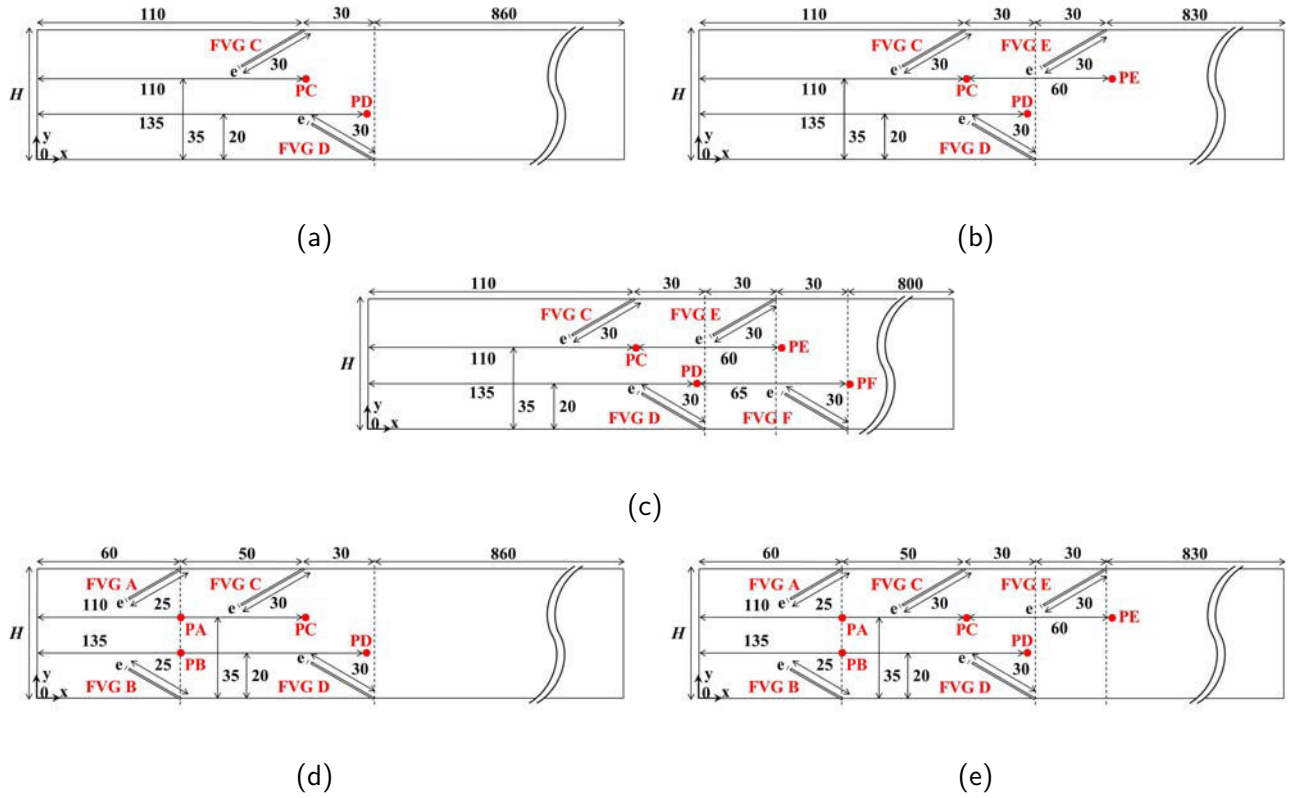 110 30 860
FVG C
e 30
H
110 PC
PD
135 35 20 e 30
y
0 x FVG D
(a)
110 30 30 830
FVG C FVG E
e 30 e 30
H
110 PC 60 PE
PD
135 35 20 e 30
y
0 x FVG D
(b)
110 30 30 30 800
FVG C FVG E
e 30 e 30
H
110 PC 60 PE
PD PF
135 35 20 e 30 65 e 30
y
0 x FVG D FVG F
(c)
60 50 30 860
FVG A FVG C
110 e 25 e 30
H
PA PC
135 PD
25 PB 35 20 e 30
e
y
0 x FVG B FVG D
(d)
60 50 30 30 830
FVG A FVG C FVG E
110 e 25 e 30 e 30
H
PA PC 60 PE
135 PD
25 PB 35 20 e 30
e
y
0 x FVG B FVG D
(e)